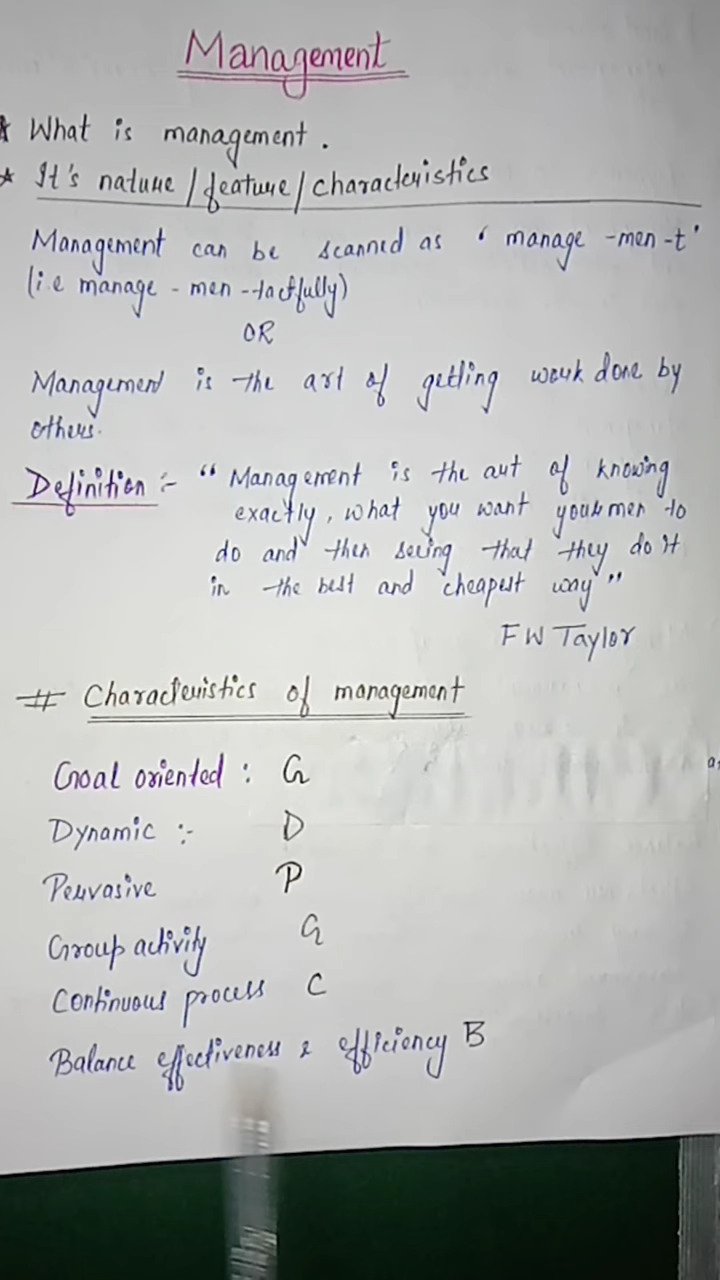 Management
* What is management.
* It's nature / feature / characteristics
Management can be scanned as ' manage -men -t'
(i.e manage - men -tactfully)
OR
Management is the art of getting work done by
others.
Definition :- " Management is the art of knowing
exactly, what you want your men to
do and then seeing that they do it
in the best and cheapest way"
FW Taylor
# Characteristics of management
Goal oriented : G
Dynamic :- D
Pervasive P
Group activity G
Continuous process C
Balance effectiveness & efficiency B